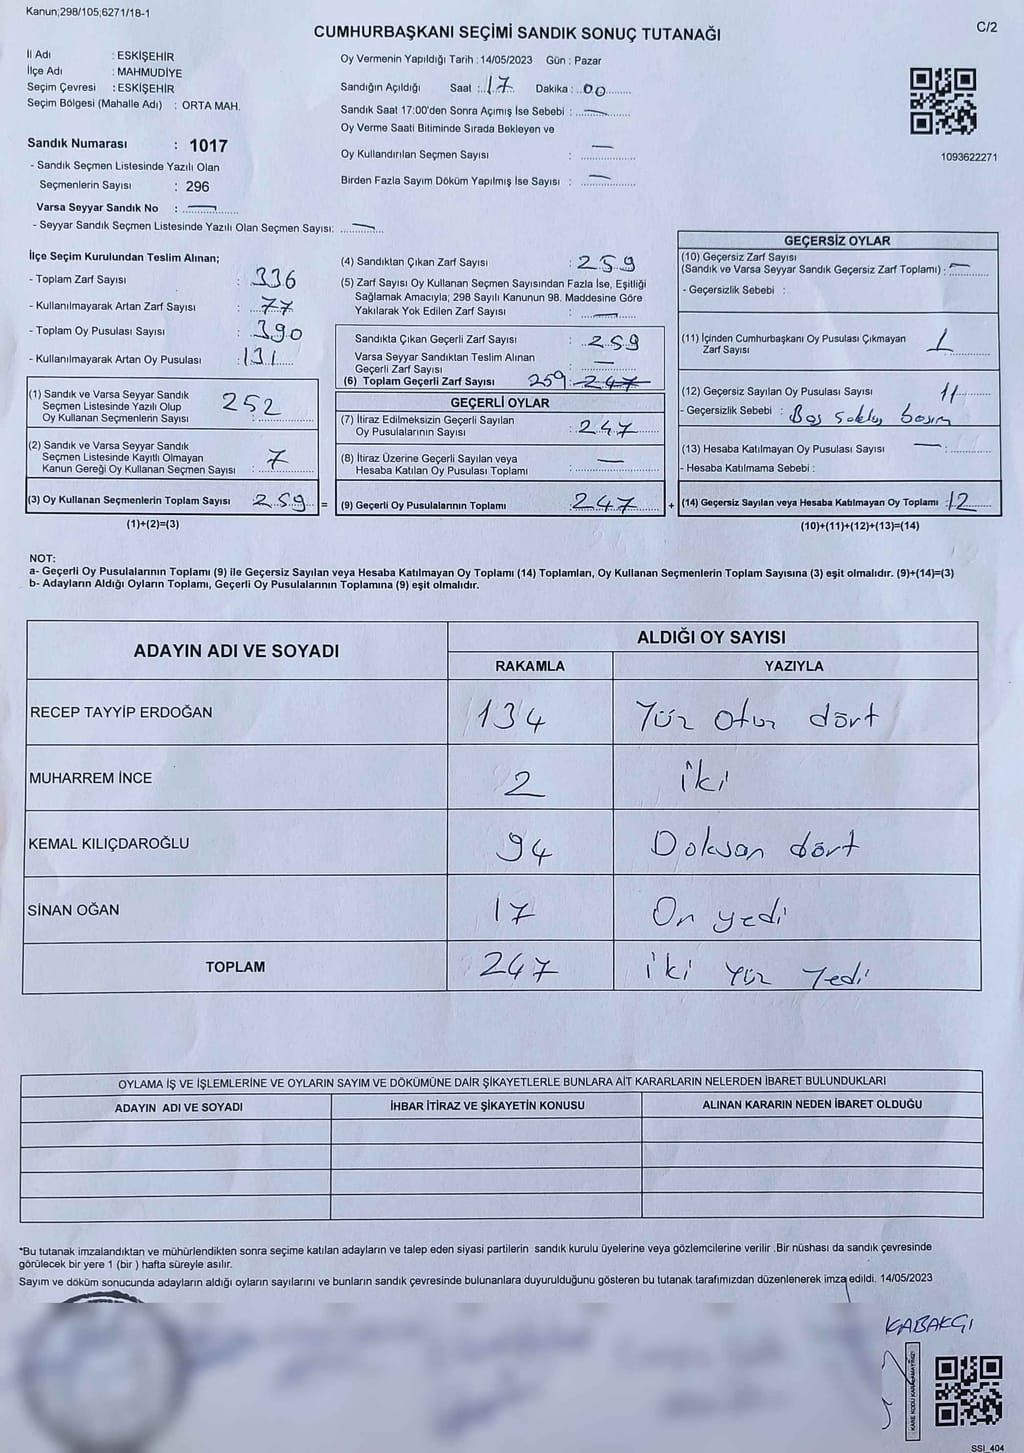 Kanun;298/105;6271/18-1
CUMHURBAŞKANI SEÇİMİ SANDIK SONUÇ TUTANAĞI
C/2
İl Adı : ESKİŞEHİR
İlçe Adı : MAHMUDİYE
Seçim Çevresi : ESKİŞEHİR
Seçim Bölgesi (Mahalle Adı) : ORTA MAH.
Sandık Numarası : 1017
- Sandık Seçmen Listesinde Yazılı Olan
Seçmenlerin Sayısı : 296
Varsa Seyyar Sandık No : —
- Seyyar Sandık Seçmen Listesinde Yazılı Olan Seçmen Sayısı: —
Oy Vermenin Yapıldığı Tarih : 14/05/2023 Gün : Pazar
Sandığın Açıldığı Saat : 17 Dakika : 00
Sandık Saat 17:00'den Sonra Açımış İse Sebebi : —
Oy Verme Saati Bitiminde Sırada Bekleyen ve
Oy Kullandırılan Seçmen Sayısı : —
Birden Fazla Sayım Döküm Yapılmış İse Sayısı : —
1093622271
İlçe Seçim Kurulundan Teslim Alınan;
- Toplam Zarf Sayısı : 336
- Kullanılmayarak Artan Zarf Sayısı : 77
- Toplam Oy Pusulası Sayısı : 390
- Kullanılmayarak Artan Oy Pusulası : 131
(1) Sandık ve Varsa Seyyar Sandık
Seçmen Listesinde Yazılı Olup
Oy Kullanan Seçmenlerin Sayısı : 252
(2) Sandık ve Varsa Seyyar Sandık
Seçmen Listesinde Kayıtlı Olmayan
Kanun Gereği Oy Kullanan Seçmen Sayısı : 7
(3) Oy Kullanan Seçmenlerin Toplam Sayısı 259 =
(1)+(2)=(3)
(4) Sandıktan Çıkan Zarf Sayısı : 259
(5) Zarf Sayısı Oy Kullanan Seçmen Sayısından Fazla İse, Eşitliği
Sağlamak Amacıyla; 298 Sayılı Kanunun 98. Maddesine Göre
Yakılarak Yok Edilen Zarf Sayısı : —
Sandıkta Çıkan Geçerli Zarf Sayısı : 259
Varsa Seyyar Sandıktan Teslim Alınan
Geçerli Zarf Sayısı : —
(6) Toplam Geçerli Zarf Sayısı 259 : 247
GEÇERLİ OYLAR
(7) İtiraz Edilmeksizin Geçerli Sayılan
Oy Pusulalarının Sayısı : 247
(8) İtiraz Üzerine Geçerli Sayılan veya
Hesaba Katılan Oy Pusulası Toplamı : —
(9) Geçerli Oy Pusulalarının Toplamı 247 +
GEÇERSİZ OYLAR
(10) Geçersiz Zarf Sayısı
(Sandık ve Varsa Seyyar Sandık Geçersiz Zarf Toplamı) : —
- Geçersizlik Sebebi :
(11) İçinden Cumhurbaşkanı Oy Pusulası Çıkmayan
Zarf Sayısı : 1
(12) Geçersiz Sayılan Oy Pusulası Sayısı : 11
- Geçersizlik Sebebi : Boş
(13) Hesaba Katılmayan Oy Pusulası Sayısı — :
- Hesaba Katılmama Sebebi :
(14) Geçersiz Sayılan veya Hesaba Katılmayan Oy Toplamı : 12
(10)+(11)+(12)+(13)=(14)
NOT:
a- Geçerli Oy Pusulalarının Toplamı (9) ile Geçersiz Sayılan veya Hesaba Katılmayan Oy Toplamı (14) Toplamları, Oy Kullanan Seçmenlerin Toplam Sayısına (3) eşit olmalıdır. (9)+(14)=(3)
b- Adayların Aldığı Oyların Toplamı, Geçerli Oy Pusulalarının Toplamına (9) eşit olmalıdır.
ADAYIN ADI VE SOYADI
ALDIĞI OY SAYISI
RAKAMLA YAZIYLA
RECEP TAYYİP ERDOĞAN 134 Yüz otuz dört
MUHARREM İNCE 2 iki
KEMAL KILIÇDAROĞLU 94 Doksan dört
SİNAN OĞAN 17 On yedi
TOPLAM 247 iki yüz yedi
OYLAMA İŞ VE İŞLEMLERİNE VE OYLARIN SAYIM VE DÖKÜMÜNE DAİR ŞİKAYETLERLE BUNLARA AİT KARARLARIN NELERDEN İBARET BULUNDUKLARI
ADAYIN ADI VE SOYADI İHBAR İTİRAZ VE ŞİKAYETİN KONUSU ALINAN KARARIN NEDEN İBARET OLDUĞU
*Bu tutanak imzalandıktan ve mühürlendikten sonra seçime katılan adayların ve talep eden siyasi partilerin sandık kurulu üyelerine veya gözlemcilerine verilir .Bir nüshası da sandık çevresinde
görülecek bir yere 1 (bir ) hafta süreyle asılır.
Sayım ve döküm sonucunda adayların aldığı oyların sayılarını ve bunların sandık çevresinde bulunanlara duyurulduğunu gösteren bu tutanak tarafımızdan düzenlenerek imza edildi. 14/05/2023
KABAKÇI
KARE KODU KARALAMAYINIZ!
SSI_404